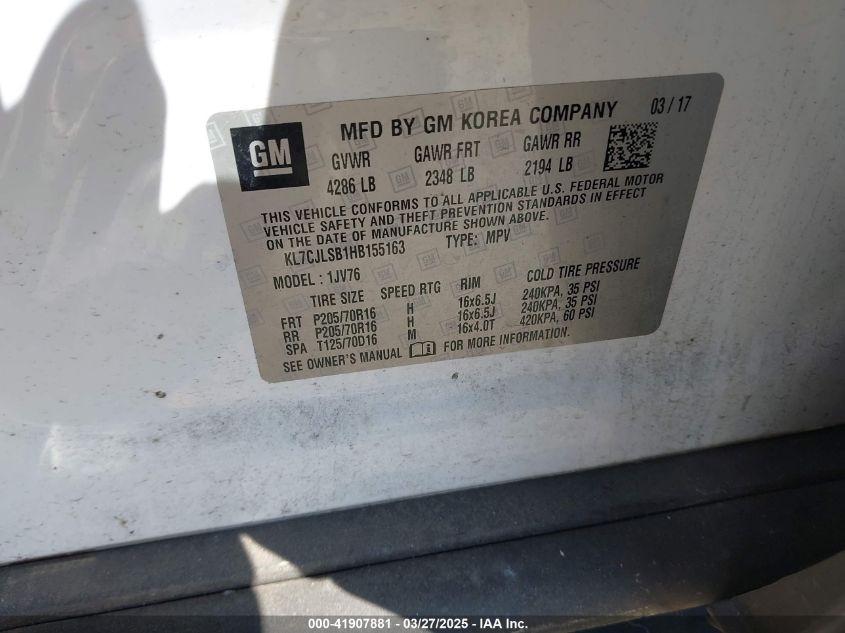 GM
MFD BY GM KOREA COMPANY 03/17
GVWR GAWR FRT GAWR RR
4286 LB 2348 LB 2194 LB
THIS VEHICLE CONFORMS TO ALL APPLICABLE U.S. FEDERAL MOTOR
VEHICLE SAFETY AND THEFT PREVENTION STANDARDS IN EFFECT
ON THE DATE OF MANUFACTURE SHOWN ABOVE.
KL7CJLSB1HB155163 TYPE: MPV
MODEL : 1JV76
TIRE SIZE SPEED RTG RIM COLD TIRE PRESSURE
FRT P205/70R16 H 16x6.5J 240KPA, 35 PSI
RR P205/70R16 H 16x6.5J 240KPA, 35 PSI
SPA T125/70D16 M 16x4.0T 420KPA, 60 PSI
SEE OWNER'S MANUAL FOR MORE INFORMATION.
000-41907881 - 03/27/2025 - IAA Inc.